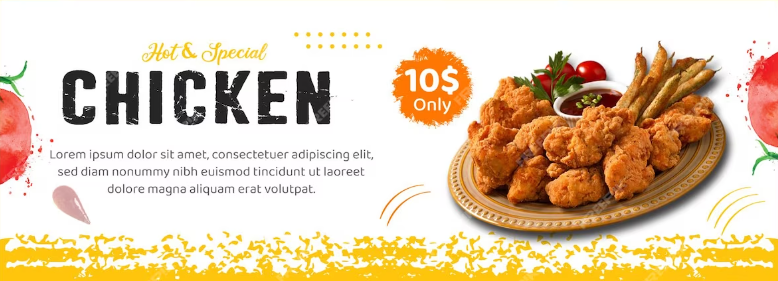 Hot & Special
CHICKEN
Lorem ipsum dolor sit amet, consectetuer adipiscing elit,
sed diam nonummy nibh euismod tincidunt ut laoreet
dolore magna aliquam erat volutpat.
10$
Only